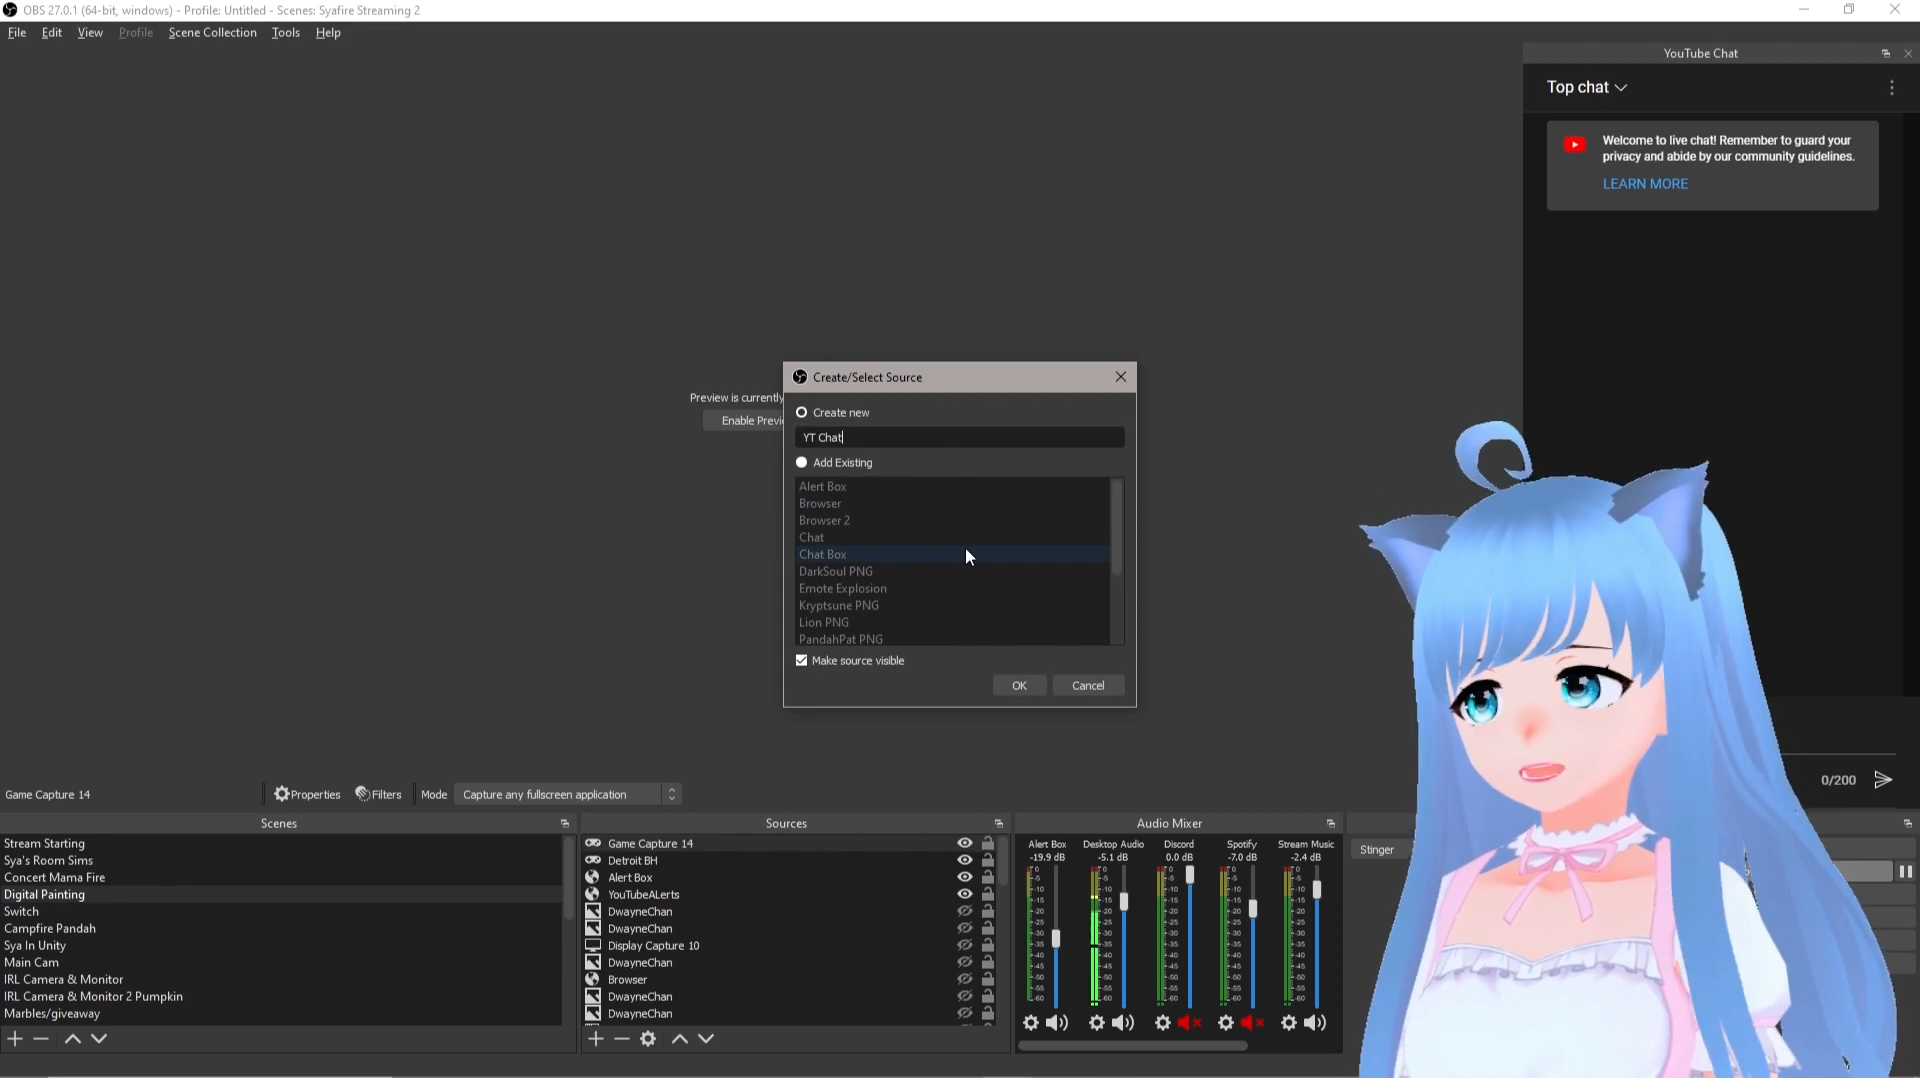 OBS 27.0.1 (64-bit, windows) - Profile: Untitled - Scenes: Syafire Streaming 2
File Edit View Profile Scene Collection Tools Help
YouTube Chat
Top chat
Welcome to live chat! Remember to guard your
privacy and abide by our community guidelines.
LEARN MORE
Preview is currently
Enable
Create/Select Source
Create new
YT Chat
Add Existing
Alert Box
Browser
Browser 2
Chat
Chat Box
DarkSoul PNG
Emote Explosion
Kryptsune PNG
Lion PNG
PandahPat PNG
Make source visible
OK Cancel
0/200
Game Capture 14
Properties Filters Mode Capture any fullscreen application
Scenes
Stream Starting
Sya's Room Sims
Concert Mama Fire
Digital Painting
Switch
Campfire Pandah
Sya In Unity
Main Cam
IRL Camera & Monitor
IRL Camera & Monitor 2 Pumpkin
Marbles/giveaway
Sources
Game Capture 14
Detroit BH
Alert Box
YouTubeALerts
DwayneChan
DwayneChan
Display Capture 10
DwayneChan
Browser
DwayneChan
DwayneChan
Audio Mixer
Alert Box Desktop Audio Discord Spotify Stream Music
-19.9 dB -5.1 dB 0.0 dB -7.0 dB -2.4 dB
Stinger